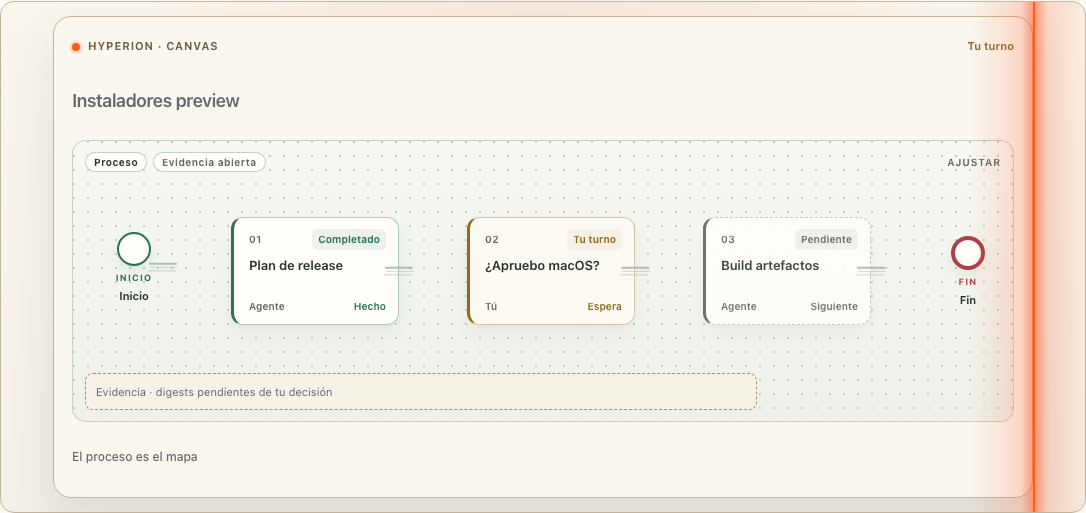 HYPERION · CANVAS
Tu turno
Instaladores preview
Proceso
Evidencia abierta
AJUSTAR
INICIO
Inicio
01
Completado
Plan de release
Agente
Hecho
02
Tu turno
¿Apruebo macOS?
Tú
Espera
03
Pendiente
Build artefactos
Agente
Siguiente
FIN
Fin
Evidencia · digests pendientes de tu decisión
El proceso es el mapa